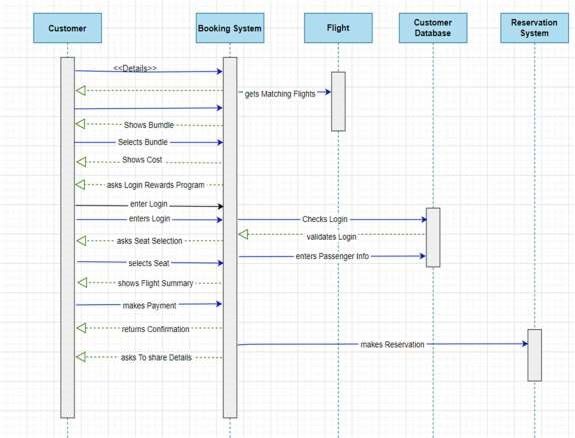 Customer
Booking System
Flight
Customer
Database
Reservation
System
<<Details>>
gets Matching Flights
Shows Bumdle
Selects Bundle
Shows Cost
asks Login Rewards Program
enter Login
enters Login
Checks Login
validates Login
asks Seat Selection
enters Passenger Info
selects Seat
shows Flight Summary
makes Payment
returns Confirmation
makes Reservation
asks To share Details